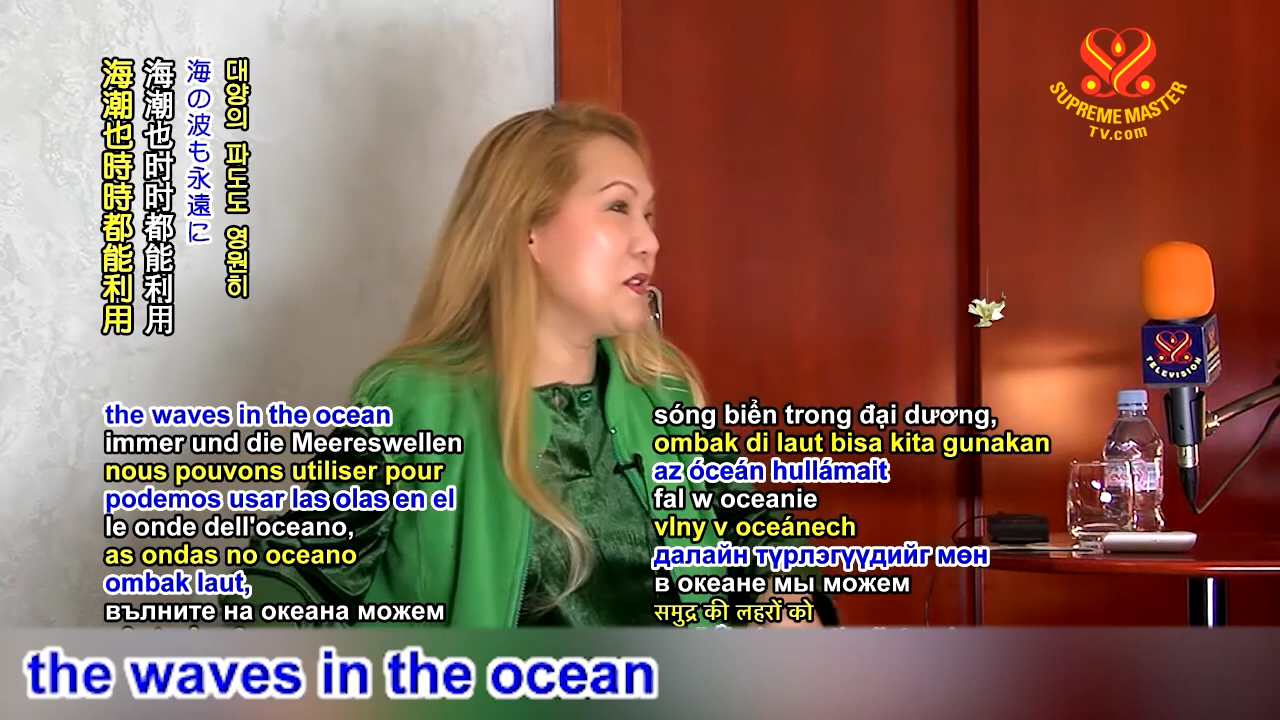 海潮也時時都能利用
海潮也时时都能利用
海の波も永遠に
대양의 파도도 영원히
SUPREME MASTER
TV.com
TELEVISION
the waves in the ocean
immer und die Meereswellen
nous pouvons utiliser pour
podemos usar las olas en el
le onde dell'oceano,
as ondas no oceano
ombak laut,
вълните на океана можем
sóng biển trong đại dương,
ombak di laut bisa kita gunakan
az óceán hullámait
fal w oceanie
vlny v oceánech
далайн түрлэгүүдийг мөн
в океане мы можем
समुद्र की लहरों को
the waves in the ocean